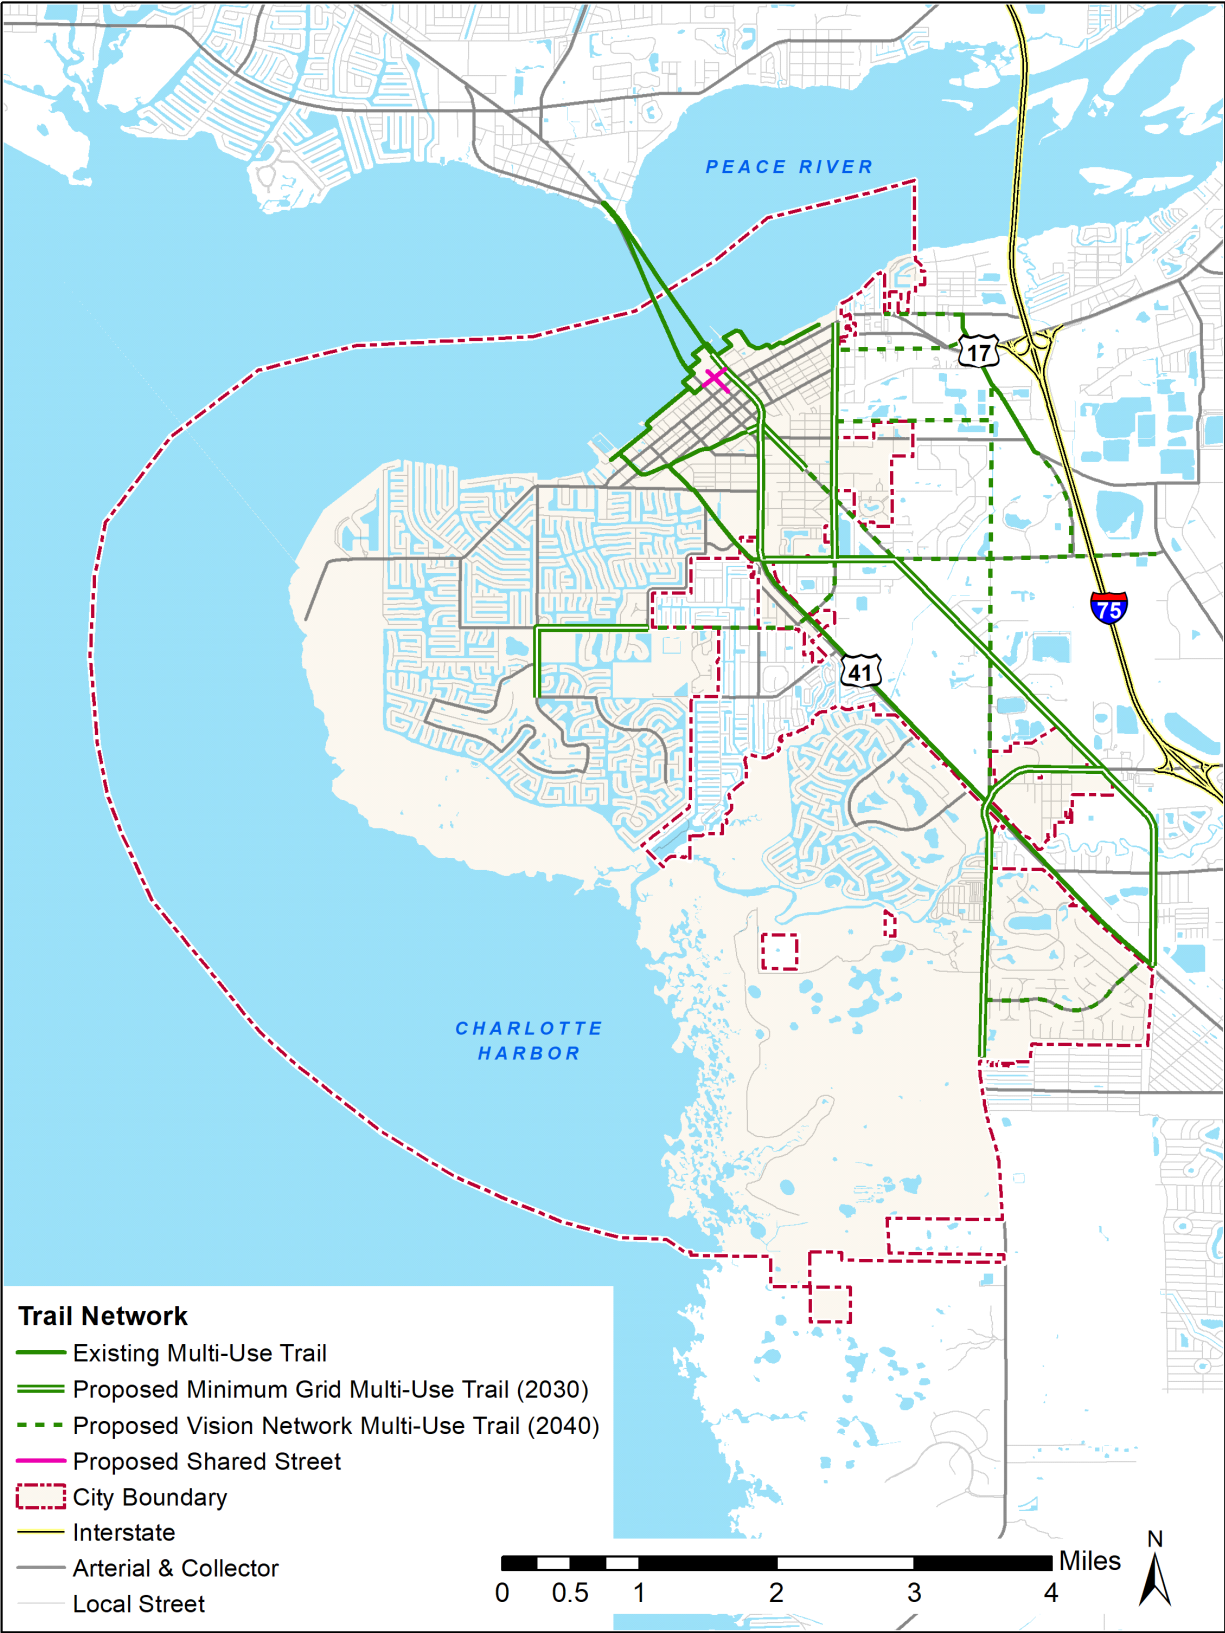 PEACE RIVER
17
75
41
CHARLOTTE
HARBOR
Trail Network
Existing Multi-Use Trail
Proposed Minimum Grid Multi-Use Trail (2030)
Proposed Vision Network Multi-Use Trail (2040)
Proposed Shared Street
City Boundary
Interstate
Arterial & Collector
Local Street
N
Miles
0 0.5 1 2 3 4